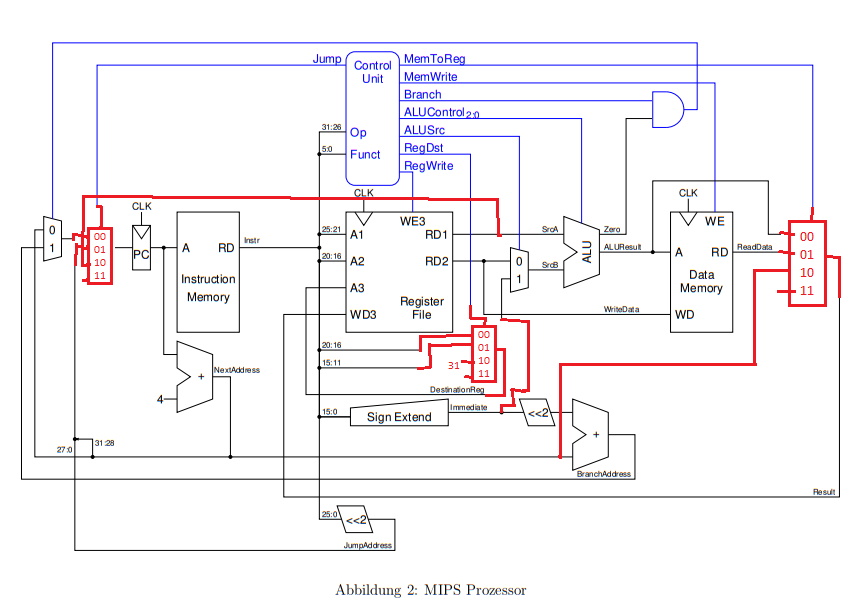 Jump
Control
Unit
Op
Funct
31:26
5:0
MemToReg
MemWrite
Branch
ALUControl2:0
ALUSrc
RegDst
RegWrite
0
1
00
01
10
11
CLK
PC
A
RD
Instruction
Memory
Instr
CLK
WE3
25:21
A1
RD1
20:16
A2
RD2
A3
WD3
Register
File
0
1
SrcA
SrcB
ALU
Zero
ALUResult
WriteData
CLK
WE
A
RD
Data
Memory
WD
ReadData
00
01
10
11
20:16
15:11
00
01
31
10
11
DestinationReg
+
4
NextAddress
15:0
Sign Extend
Immediate
<<2
+
BranchAddress
27:0
31:28
Result
25:0
<<2
JumpAddress
Abbildung 2: MIPS Prozessor